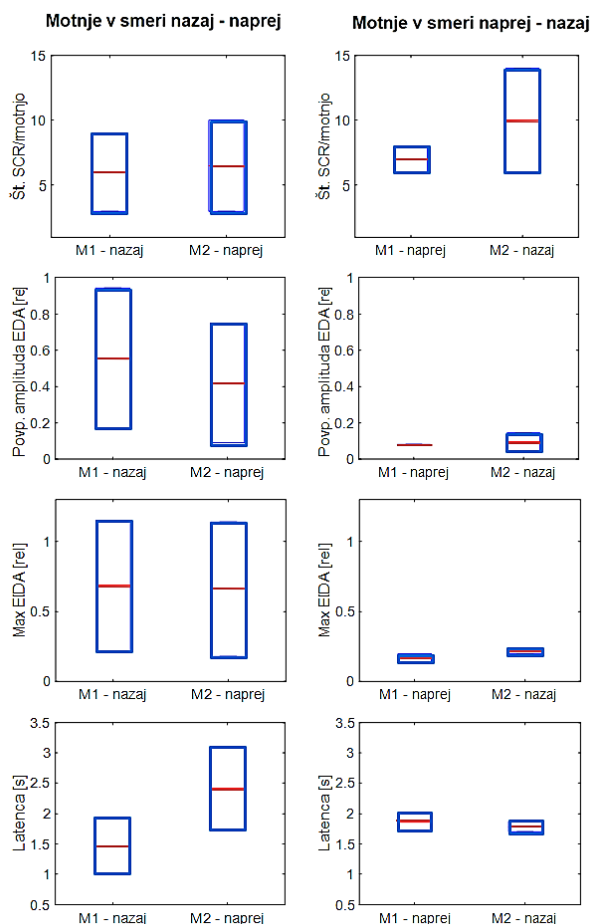 Motnje v smeri nazaj - naprej
Motnje v smeri naprej - nazaj
Št. SCR/motnjo
15
10
5
M1 - nazaj
M2 - naprej
Št. SCR/motnjo
15
10
5
M1 - naprej
M2 - nazaj
Povp. amplituda EDA [re]
1
0.8
0.6
0.4
0.2
0
M1 - nazaj
M2 - naprej
Povp. amplituda EDA [re]
1
0.8
0.6
0.4
0.2
0
M1 - naprej
M2 - nazaj
Max EIDA [rel]
1
0.5
0
M1 - nazaj
M2 - naprej
Max EIDA [rel]
1
0.5
0
M1 - naprej
M2 - nazaj
Latenca [s]
3.5
3
2.5
2
1.5
1
0.5
M1 - nazaj
M2 - naprej
Latenca [s]
3.5
3
2.5
2
1.5
1
0.5
M1 - naprej
M2 - nazaj